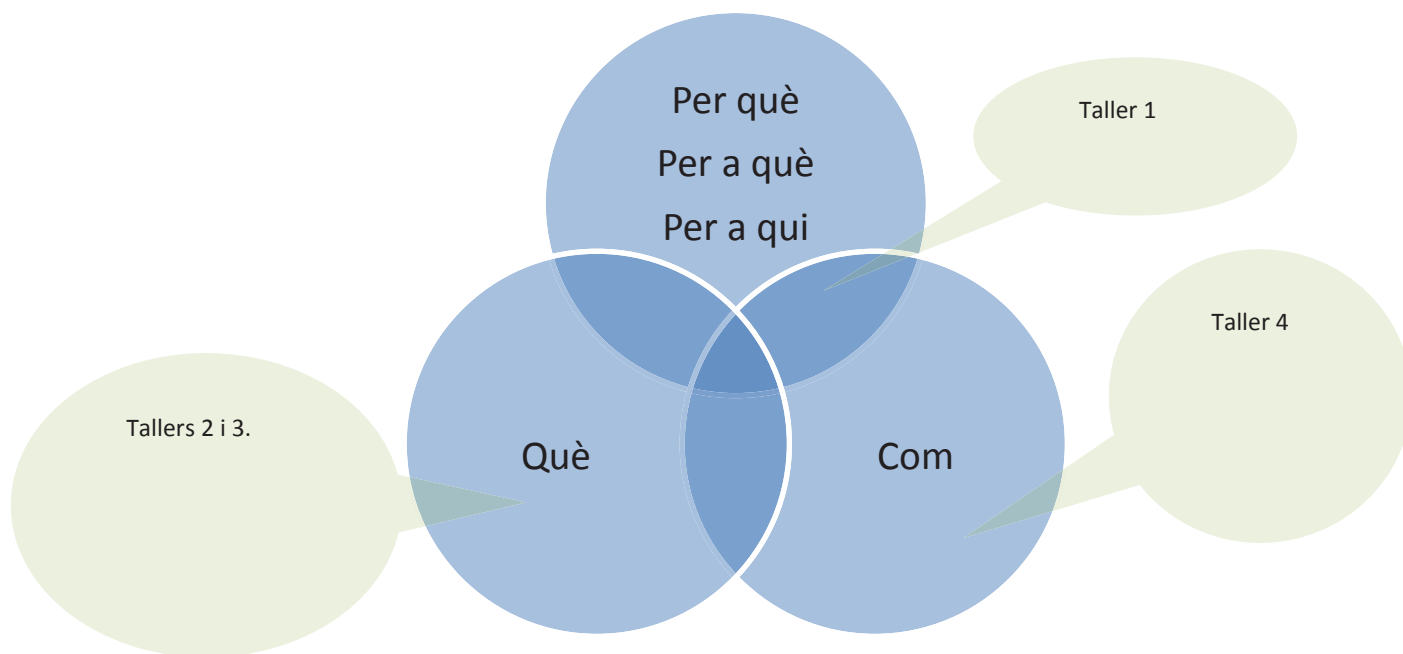 Per què
Per a què
Per a qui
Taller 1
Taller 4
Tallers 2 i 3.
Què
Com